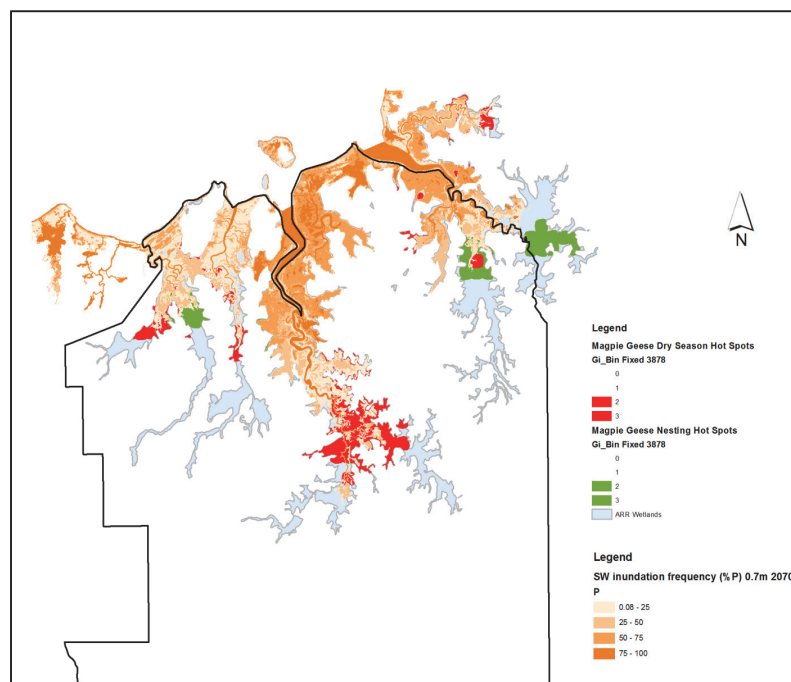 N
Legend
Magpie Geese Dry Season Hot Spots
Gi_Bin Fixed 3878
0
1
2
3
Magpie Geese Nesting Hot Spots
Gi_Bin Fixed 3878
0
1
2
3
ARR Wetlands
Legend
SW inundation frequency (%P) 0.7m 2070
P
0.08 - 25
25 - 50
50 - 75
75 - 100